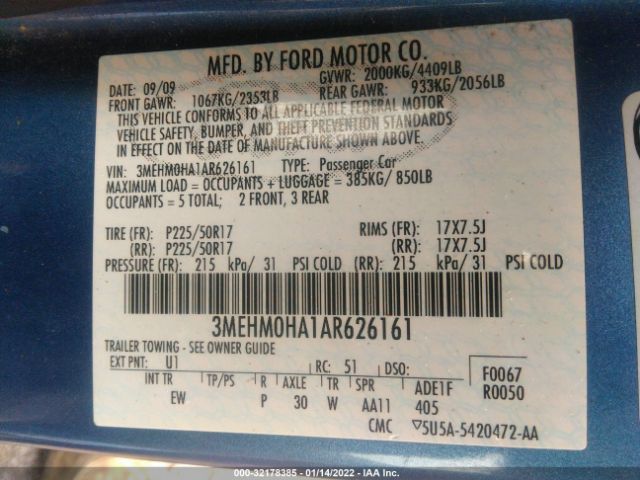 MFD. BY FORD MOTOR CO.
DATE: 09/09 GVWR: 2000KG/4409LB
FRONT GAWR: 1067KG/2353LB REAR GAWR: 933KG/2056LB
THIS VEHICLE CONFORMS TO ALL APPLICABLE FEDERAL MOTOR
VEHICLE SAFETY, BUMPER, AND THEFT PREVENTION STANDARDS
IN EFFECT ON THE DATE OF MANUFACTURE SHOWN ABOVE.
VIN: 3MEHM0HA1AR626161 TYPE: Passenger Car
MAXIMUM LOAD = OCCUPANTS + LUGGAGE = 385KG/ 850LB
OCCUPANTS = 5 TOTAL; 2 FRONT, 3 REAR
TIRE (FR): P225/50R17 RIMS (FR): 17X7.5J
(RR): P225/50R17 (RR): 17X7.5J
PRESSURE (FR): 215 kPa/ 31 PSI COLD (RR): 215 kPa/ 31 PSI COLD
3MEHM0HA1AR626161
TRAILER TOWING - SEE OWNER GUIDE
EXT PNT: U1 RC: 51 DSO: F0067
INT TR TP/PS R AXLE TR SPR ADE1F R0050
EW P 30 W AA11 405
CMC ▽5U5A-5420472-AA
000-32178385 - 01/14/2022 - IAA Inc.